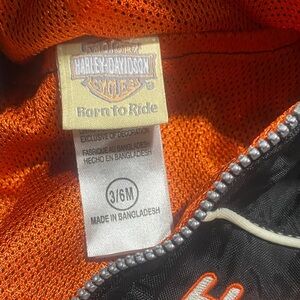 HARLEY-DAVIDSON
CYCLES
Born to Ride
EXCLUSIVE OF DECORATION
FABRIQUÉ AU BANGLADESH
HECHO EN BANGLADESH
3/6M
MADE IN BANGLADESH